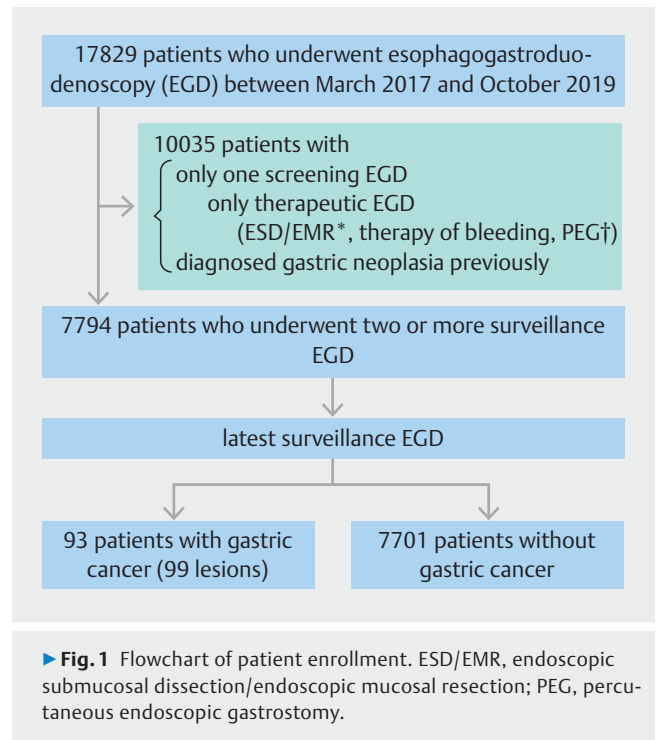 17829 patients who underwent esophagogastroduo-
denoscopy (EGD) between March 2017 and October 2019
10035 patients with
only one screening EGD
only therapeutic EGD
(ESD/EMR*, therapy of bleeding, PEG†)
diagnosed gastric neoplasia previously
7794 patients who underwent two or more surveillance
EGD
latest surveillance EGD
93 patients with gastric
cancer (99 lesions)
7701 patients without
gastric cancer
▶ Fig. 1 Flowchart of patient enrollment. ESD/EMR, endoscopic
submucosal dissection/endoscopic mucosal resection; PEG, percu-
taneous endoscopic gastrostomy.